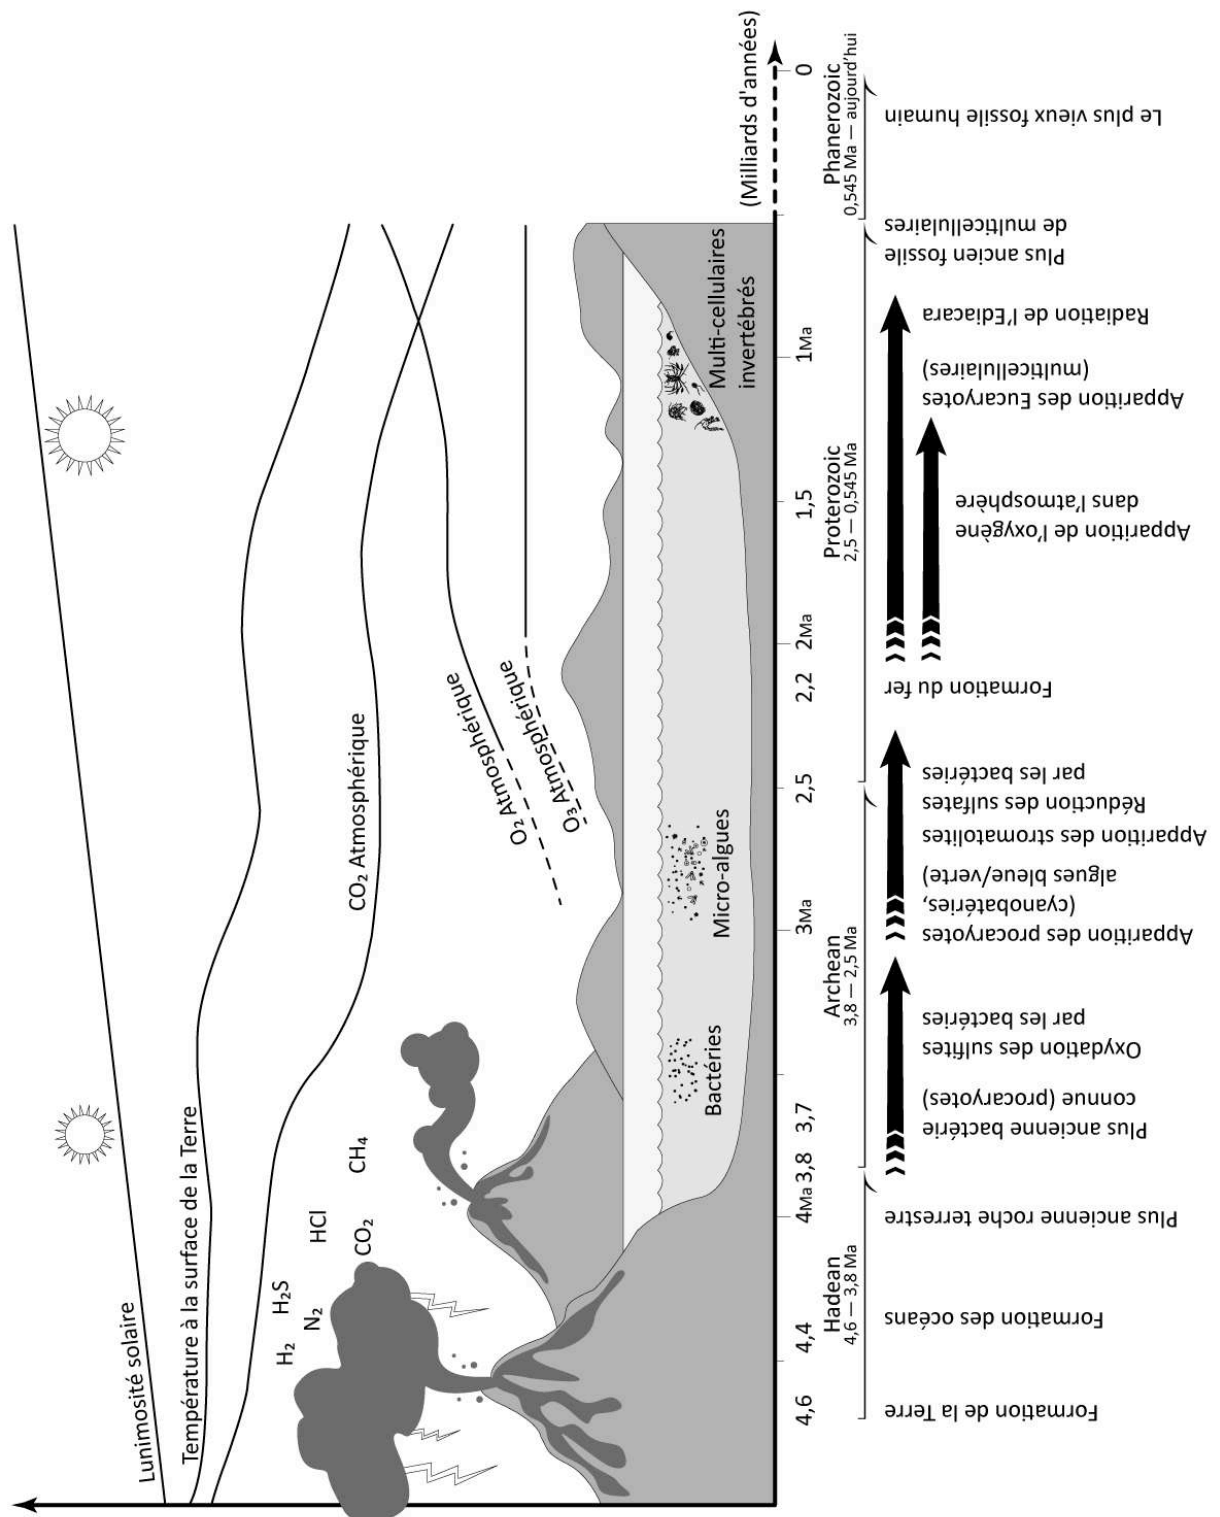 Luminosité solaire
Température à la surface de la Terre
CO₂ Atmosphérique
O₂ Atmosphérique
O₃ Atmosphérique
H₂
H₂S
N₂
HCl
CO₂
CH₄
Bactéries
Micro-algues
Multi-cellulaires
invertébrés
4,6
4,4
4Ma
3,8
3,7
3Ma
2,5
2,2
2Ma
1,5
1Ma
0
(Milliards d'années)
Hadean
4,6 — 3,8 Ma
Archean
3,8 — 2,5 Ma
Proterozoic
2,5 — 0,545 Ma
Phanerozoic
0,545 Ma — aujourd'hui
Formation de la Terre
Formation des océans
Plus ancienne roche terrestre
Plus ancienne bactérie
connue (procaryotes)
Oxydation des sulfites
par les bactéries
Apparition des procaryotes
(cyanobatéries,
algues bleue/verte)
Apparition des stromatolites
Réduction des sulfates
par les bactéries
Formation du fer
Apparition de l'oxygène
dans l'atmosphère
Apparition des Eucaryotes
(multicellulaires)
Radiation de l'Ediacara
Plus ancien fossile
de multicellulaires
Le plus vieux fossile humain